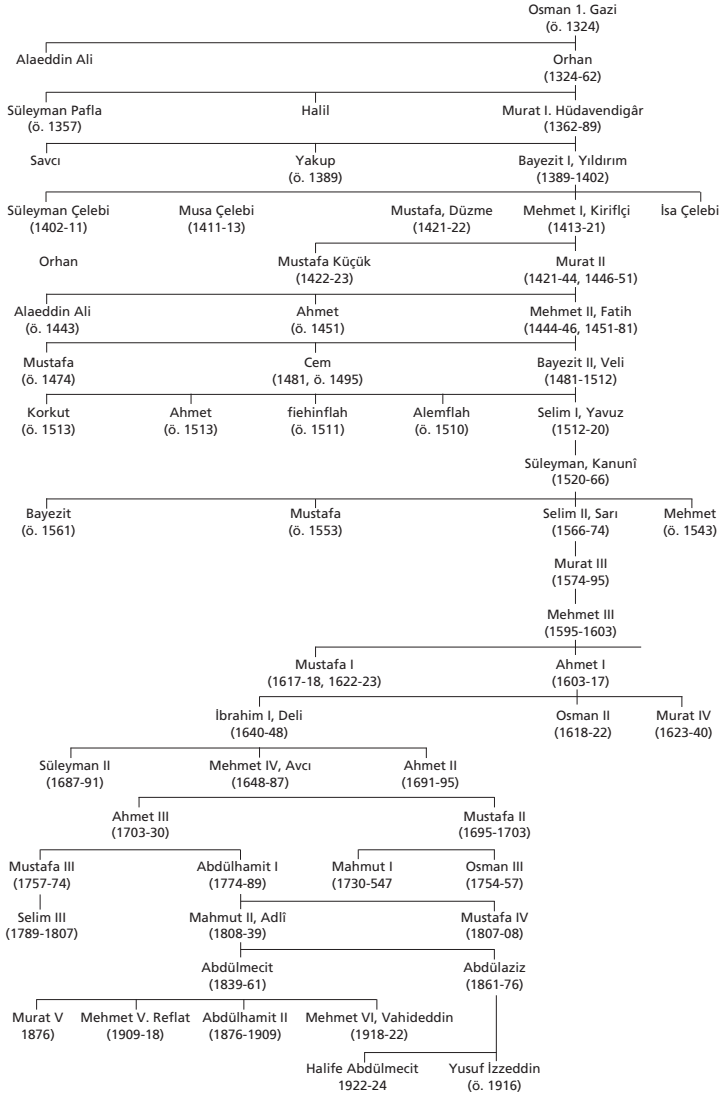 Osman 1. Gazi
(ö. 1324)
Alaeddin Ali
Orhan
(1324-62)
Süleyman Pafla
(ö. 1357)
Halil
Murat I. Hüdavendigâr
(1362-89)
Savcı
Yakup
(ö. 1389)
Bayezit I, Yıldırım
(1389-1402)
Süleyman Çelebi
(1402-11)
Musa Çelebi
(1411-13)
Mustafa, Düzme
(1421-22)
Mehmet I, Kiriflçi
(1413-21)
İsa Çelebi
Orhan
Mustafa Küçük
(1422-23)
Murat II
(1421-44, 1446-51)
Alaeddin Ali
(ö. 1443)
Ahmet
(ö. 1451)
Mehmet II, Fatih
(1444-46, 1451-81)
Mustafa
(ö. 1474)
Cem
(1481, ö. 1495)
Bayezit II, Veli
(1481-1512)
Korkut
(ö. 1513)
Ahmet
(ö. 1513)
fiehinflah
(ö. 1511)
Alemflah
(ö. 1510)
Selim I, Yavuz
(1512-20)
Süleyman, Kanunî
(1520-66)
Bayezit
(ö. 1561)
Mustafa
(ö. 1553)
Selim II, Sarı
(1566-74)
Mehmet
(ö. 1543)
Murat III
(1574-95)
Mehmet III
(1595-1603)
Mustafa I
(1617-18, 1622-23)
Ahmet I
(1603-17)
İbrahim I, Deli
(1640-48)
Osman II
(1618-22)
Murat IV
(1623-40)
Süleyman II
(1687-91)
Mehmet IV, Avcı
(1648-87)
Ahmet II
(1691-95)
Ahmet III
(1703-30)
Mustafa II
(1695-1703)
Mustafa III
(1757-74)
Abdülhamit I
(1774-89)
Mahmut I
(1730-547
Osman III
(1754-57)
Selim III
(1789-1807)
Mahmut II, Adlî
(1808-39)
Mustafa IV
(1807-08)
Abdülmecit
(1839-61)
Abdülaziz
(1861-76)
Murat V
1876)
Mehmet V. Reflat
(1909-18)
Abdülhamit II
(1876-1909)
Mehmet VI, Vahideddin
(1918-22)
Halife Abdülmecit
1922-24
Yusuf İzzeddin
(ö. 1916)